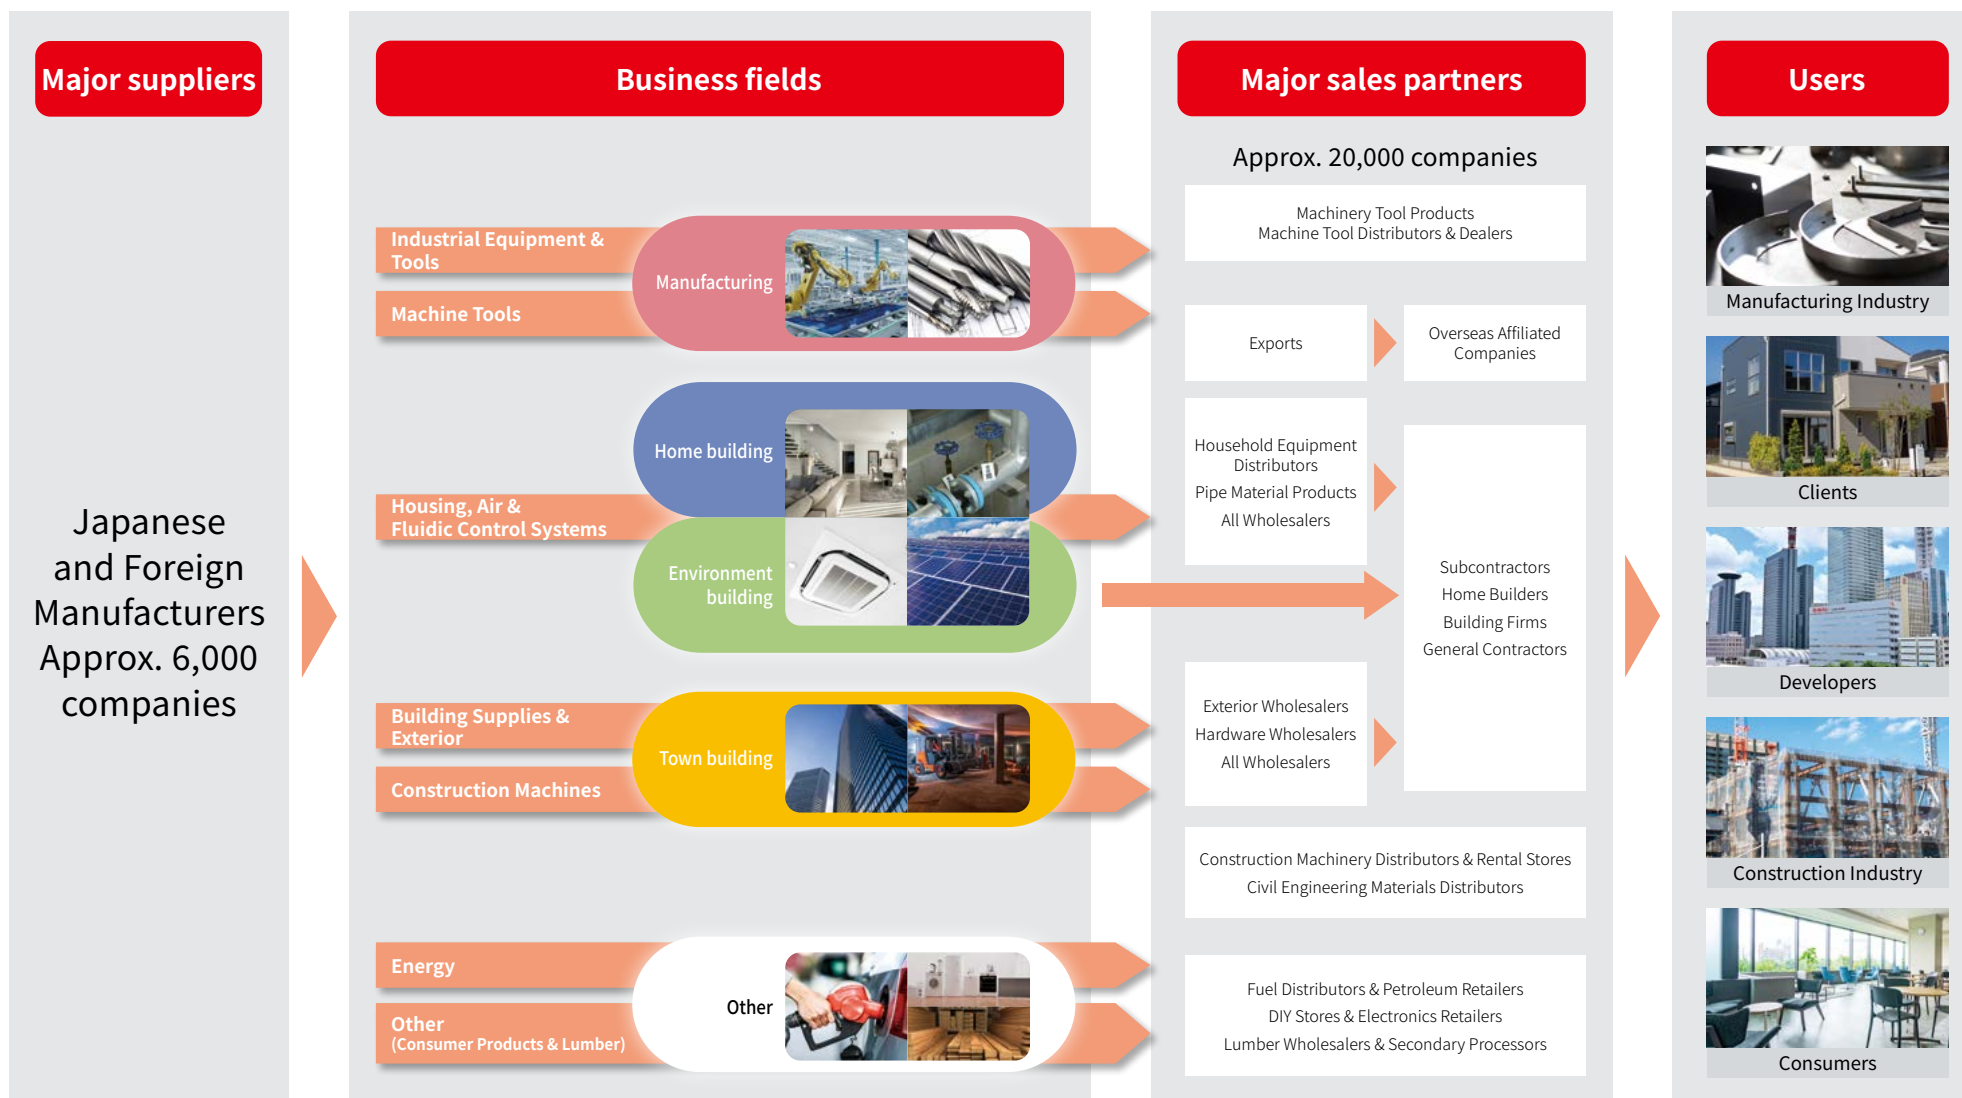 Major suppliers
Japanese
and Foreign
Manufacturers
Approx. 6,000
companies
Business fields
Industrial Equipment &
Tools
Machine Tools
Manufacturing
Home building
Housing, Air &
Fluidic Control Systems
Environment
building
Building Supplies &
Exterior
Construction Machines
Town building
Energy
Other
(Consumer Products & Lumber)
Other
Major sales partners
Approx. 20,000 companies
Machinery Tool Products
Machine Tool Distributors & Dealers
Exports
Overseas Affiliated
Companies
Household Equipment
Distributors
Pipe Material Products
All Wholesalers
Subcontractors
Home Builders
Building Firms
General Contractors
Exterior Wholesalers
Hardware Wholesalers
All Wholesalers
Construction Machinery Distributors & Rental Stores
Civil Engineering Materials Distributors
Fuel Distributors & Petroleum Retailers
DIY Stores & Electronics Retailers
Lumber Wholesalers & Secondary Processors
Users
Manufacturing Industry
Clients
Developers
Construction Industry
Consumers